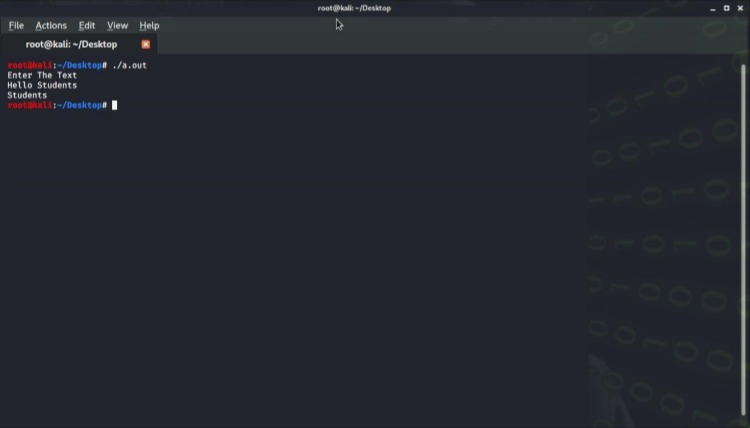 root@kali: ~/Desktop
File Actions Edit View Help
root@kali: ~/Desktop
root@kali:~/Desktop# ./a.out
Enter The Text
Hello Students
Students
root@kali:~/Desktop#